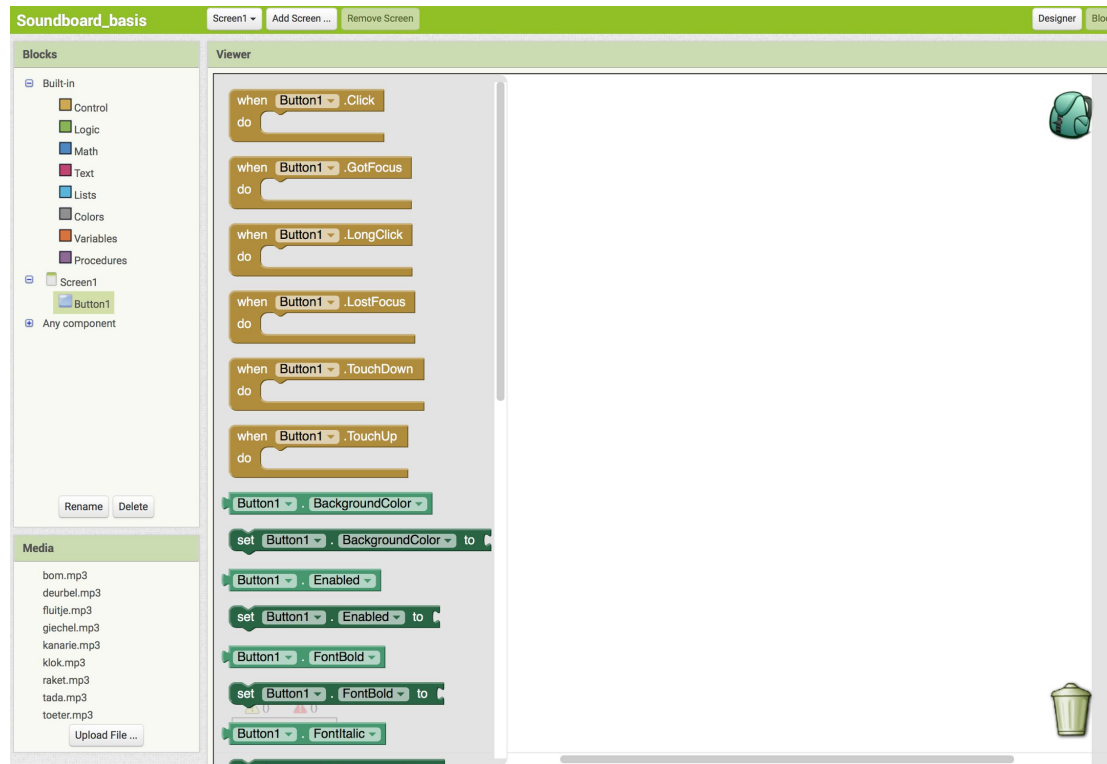 Soundboard_basis
Screen1 Add Screen ... Remove Screen
Designer
Blocks
Built-in
Control
Logic
Math
Text
Lists
Colors
Variables
Procedures
Screen1
Button1
Any component
Rename Delete
Media
bom.mp3
deurbel.mp3
fluitje.mp3
giechel.mp3
kanarie.mp3
klok.mp3
raket.mp3
tada.mp3
toeter.mp3
Upload File ...
Viewer
when Button1 .Click
do
when Button1 .GotFocus
do
when Button1 .LongClick
do
when Button1 .LostFocus
do
when Button1 .TouchDown
do
when Button1 .TouchUp
do
Button1 . BackgroundColor
set Button1 . BackgroundColor to
Button1 . Enabled
set Button1 . Enabled to
Button1 . FontBold
set Button1 . FontBold to
0 0
Button1 . FontItalic